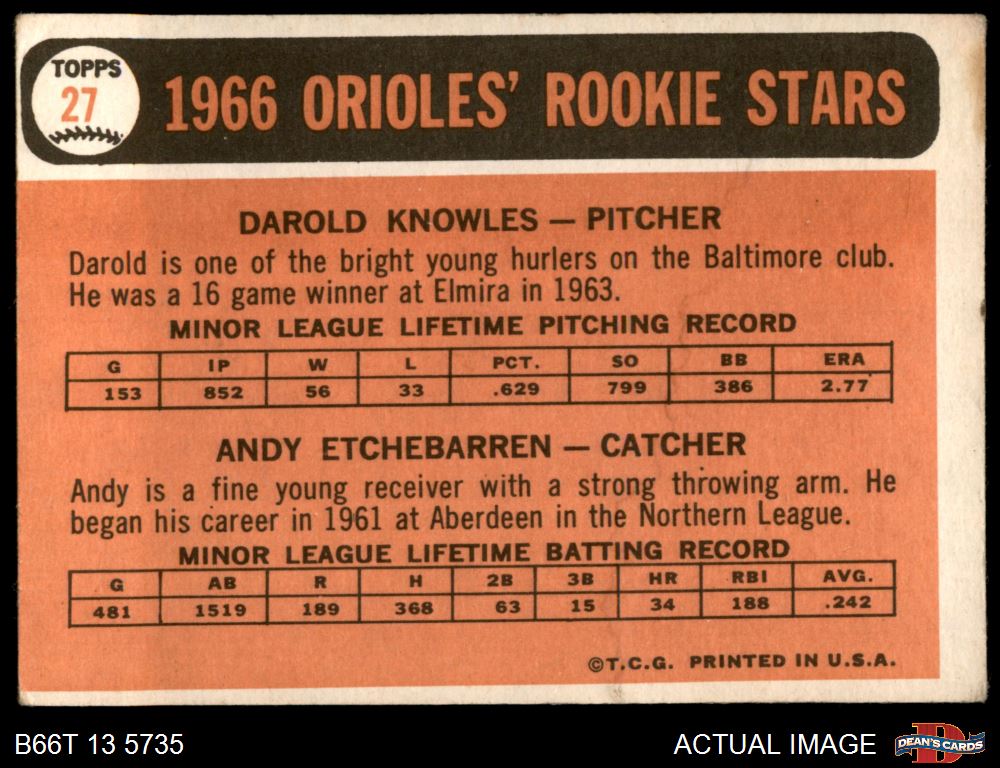 TOPPS
27
1966 ORIOLES' ROOKIE STARS
DAROLD KNOWLES — PITCHER
Darold is one of the bright young hurlers on the Baltimore club.
He was a 16 game winner at Elmira in 1963.
MINOR LEAGUE LIFETIME PITCHING RECORD
G IP W L PCT. SO BB ERA
153 852 56 33 .629 799 386 2.77
ANDY ETCHEBARREN — CATCHER
Andy is a fine young receiver with a strong throwing arm. He
began his career in 1961 at Aberdeen in the Northern League.
MINOR LEAGUE LIFETIME BATTING RECORD
G AB R H 2B 3B HR RBI AVG.
481 1519 189 368 63 15 34 188 .242
©T.C.G. PRINTED IN U.S.A.
B66T 13 5735
ACTUAL IMAGE
D
DEAN'S CARDS